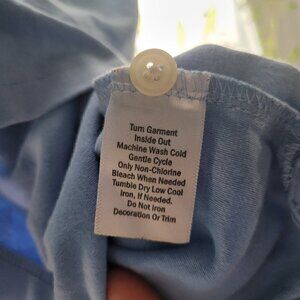 Turn Garment
Inside Out
Machine Wash Cold
Gentle Cycle
Only Non-Chlorine
Bleach When Needed
Tumble Dry Low Cool
Iron, If Needed.
Do Not Iron
Decoration Or Trim